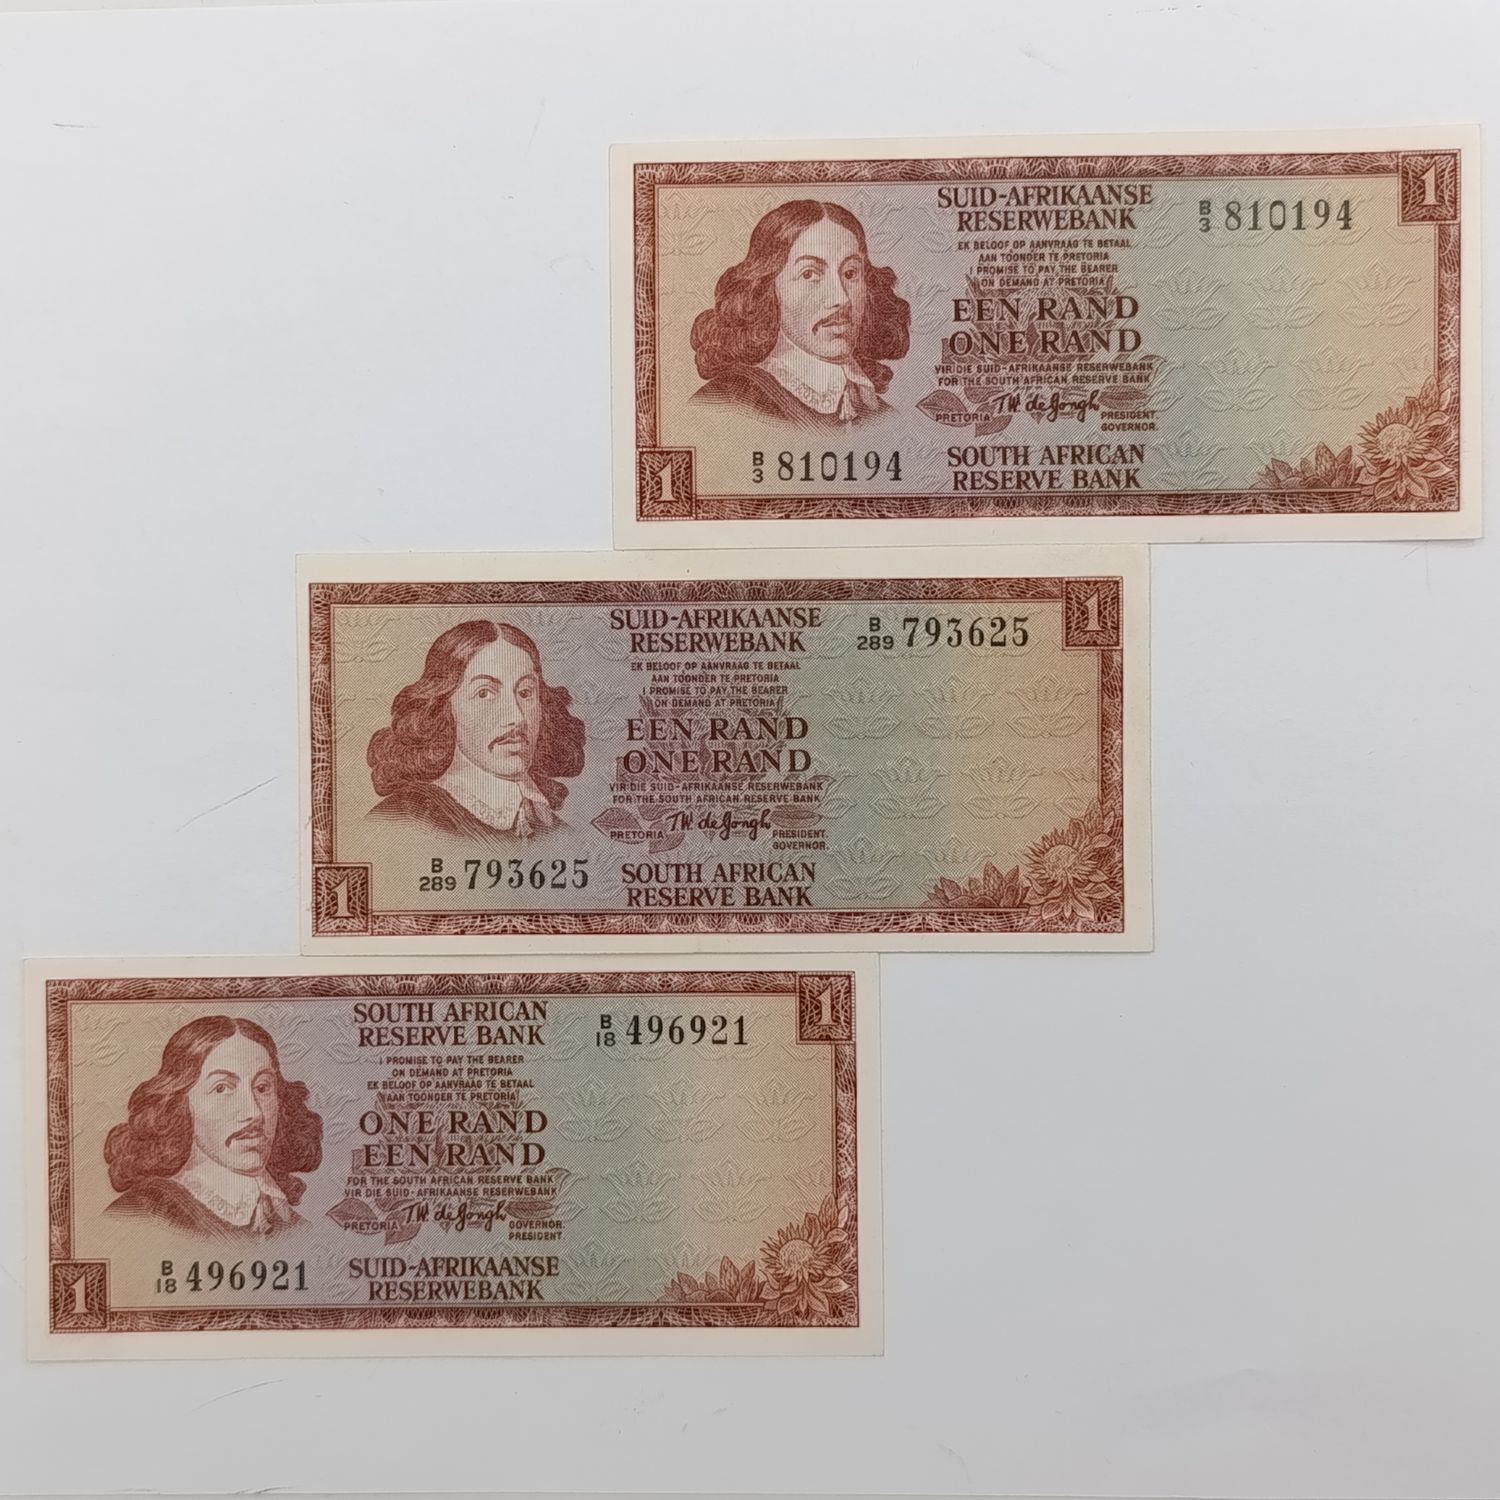 1
SUID-AFRIKAANSE
RESERWEBANK
B/3 810194
EK BELOOF OP AANVRAAG TE BETAAL
AAN TOONDER TE PRETORIA
I PROMISE TO PAY THE BEARER
ON DEMAND AT PRETORIA
EEN RAND
ONE RAND
VIR DIE SUID-AFRIKAANSE RESERWEBANK
FOR THE SOUTH AFRICAN RESERVE BANK
PRETORIA T.W. de Jongh PRESIDENT.
GOVERNOR.
B/3 810194
SOUTH AFRICAN
RESERVE BANK
1
1
SUID-AFRIKAANSE
RESERWEBANK
B/289 793625
EK BELOOF OP AANVRAAG TE BETAAL
AAN TOONDER TE PRETORIA
I PROMISE TO PAY THE BEARER
ON DEMAND AT PRETORIA
EEN RAND
ONE RAND
VIR DIE SUID-AFRIKAANSE RESERWEBANK
FOR THE SOUTH AFRICAN RESERVE BANK
PRETORIA T.W. de Jongh PRESIDENT.
GOVERNOR.
B/289 793625
SOUTH AFRICAN
RESERVE BANK
1
1
SOUTH AFRICAN
RESERVE BANK
B/18 496921
I PROMISE TO PAY THE BEARER
ON DEMAND AT PRETORIA
EK BELOOF OP AANVRAAG TE BETAAL
AAN TOONDER TE PRETORIA
ONE RAND
EEN RAND
FOR THE SOUTH AFRICAN RESERVE BANK
VIR DIE SUID-AFRIKAANSE RESERWEBANK
PRETORIA T.W. de Jongh GOVERNOR.
PRESIDENT.
B/18 496921
SUID-AFRIKAANSE
RESERWEBANK
1